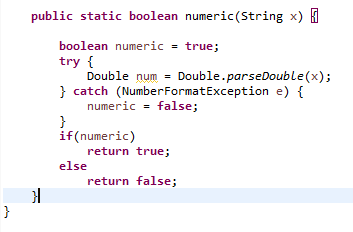 public static boolean numeric(String x) {
boolean numeric = true;
try {
Double num = Double.parseDouble(x);
} catch (NumberFormatException e) {
numeric = false;
}
if(numeric)
return true;
else
return false;
}
}